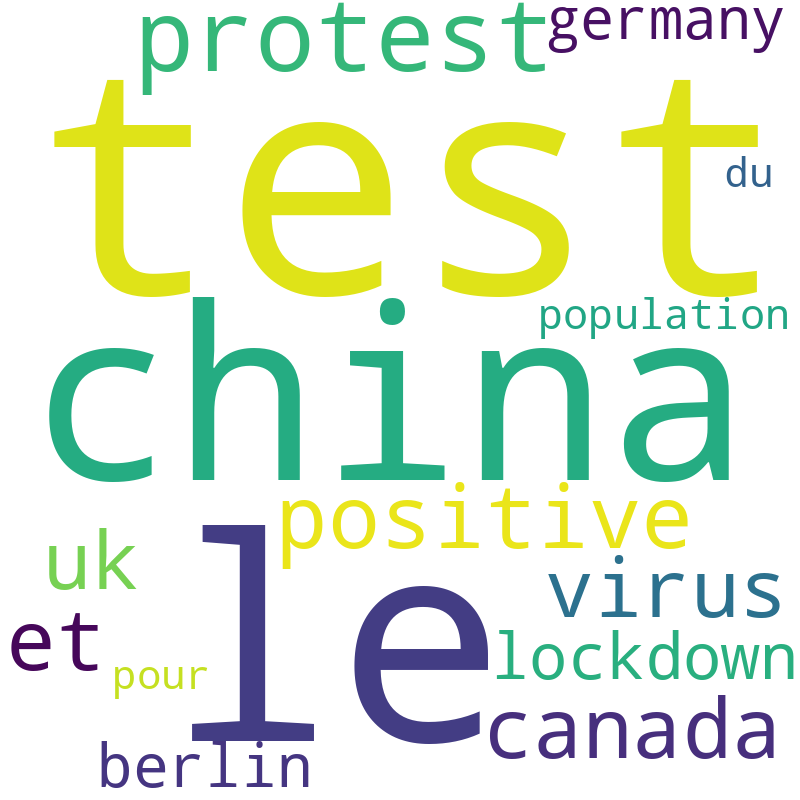 protest
germany
test
du
china
population
positive
le
uk
virus
et
lockdown
pour
canada
berlin